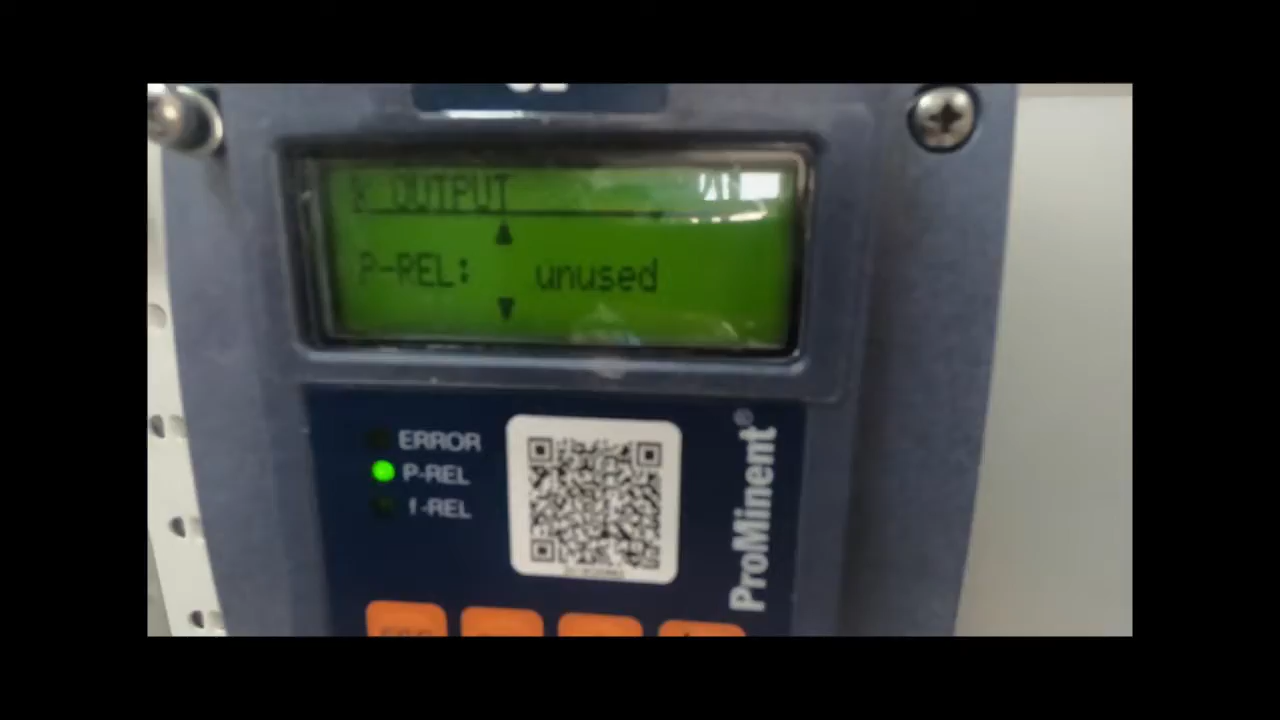 OUTPUT
P-REL: unused
ERROR
P-REL
f-REL
ProMinent®